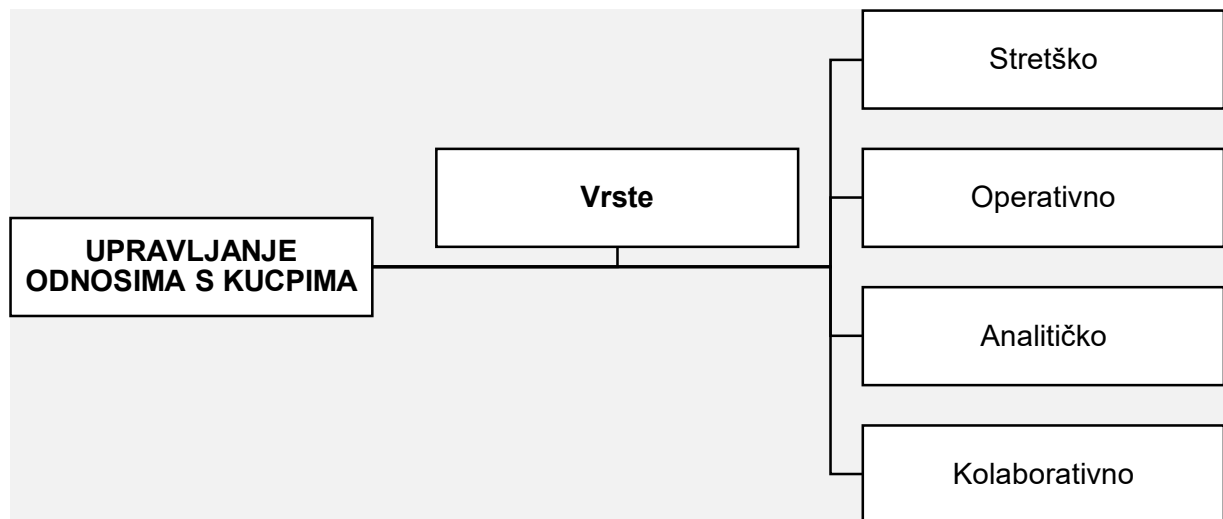 UPRAVLJANJE
ODNOSIMA S KUCPIMA
Vrste
Stretško
Operativno
Analitičko
Kolaborativno